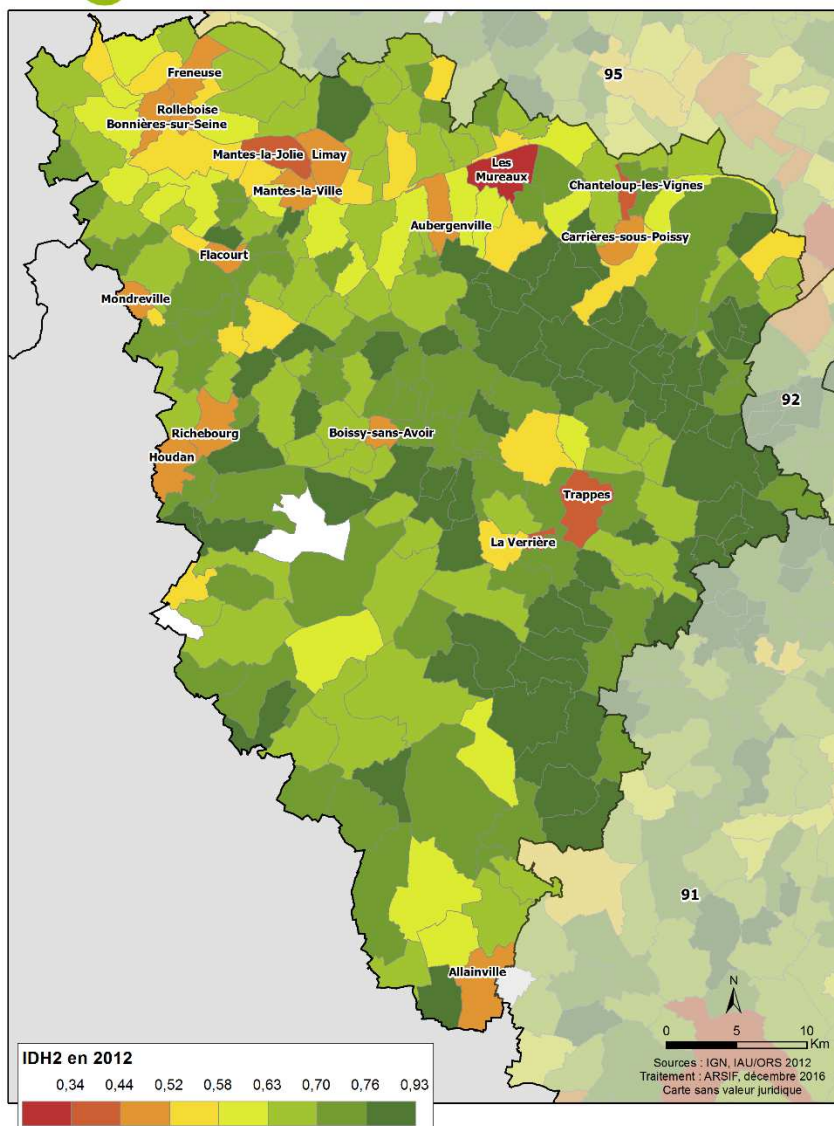 95
Freneuse
Rolleboise
Bonnières-sur-Seine
Mantes-la-Jolie
Limay
Les
Mureaux
Chanteloup-les-Vignes
Mantes-la-Ville
Aubergenville
Carrières-sous-Poissy
Flacourt
Mondreville
92
Richebourg
Boissy-sans-Avoir
Houdan
Trappes
La Verrière
91
Allainville
N
0 5 10
Km
IDH2 en 2012
0,34 0,44 0,52 0,58 0,63 0,70 0,76 0,93
Sources : IGN, IAU/ORS 2012
Traitement : ARSIF, décembre 2016
Carte sans valeur juridique